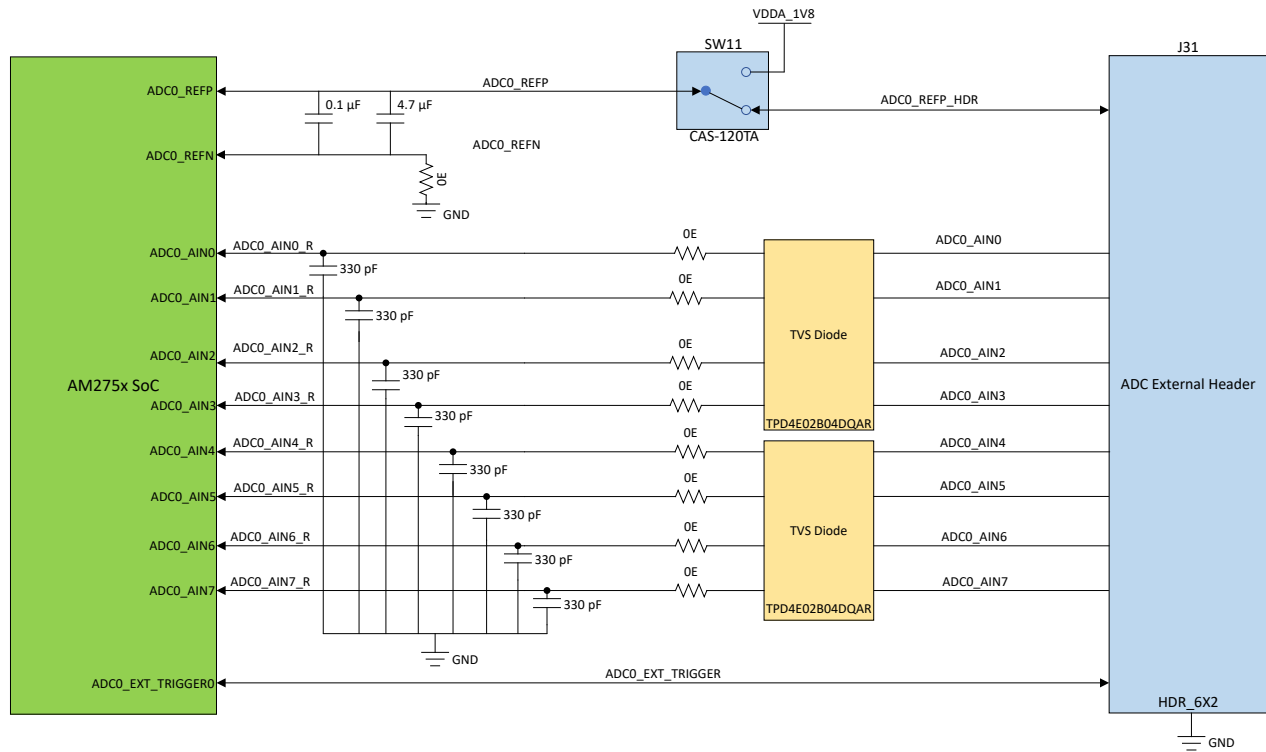 VDDA_1V8
SW11
J31
ADC0_REFP
ADC0_REFP
0.1 µF
4.7 µF
ADC0_REFP_HDR
CAS-120TA
ADC0_REFN
ADC0_REFN
0E
GND
ADC0_AIN0
ADC0_AIN0_R
330 pF
0E
ADC0_AIN0
ADC0_AIN1
ADC0_AIN1_R
330 pF
0E
ADC0_AIN1
TVS Diode
ADC0_AIN2
ADC0_AIN2_R
330 pF
0E
ADC0_AIN2
AM275x SoC
ADC External Header
ADC0_AIN3
ADC0_AIN3_R
330 pF
0E
ADC0_AIN3
TPD4E02B04DQAR
ADC0_AIN4
ADC0_AIN4_R
330 pF
0E
ADC0_AIN4
ADC0_AIN5
ADC0_AIN5_R
330 pF
0E
ADC0_AIN5
TVS Diode
ADC0_AIN6
ADC0_AIN6_R
330 pF
0E
ADC0_AIN6
ADC0_AIN7
ADC0_AIN7_R
330 pF
0E
ADC0_AIN7
TPD4E02B04DQAR
GND
ADC0_EXT_TRIGGER0
ADC0_EXT_TRIGGER
HDR_6X2
GND